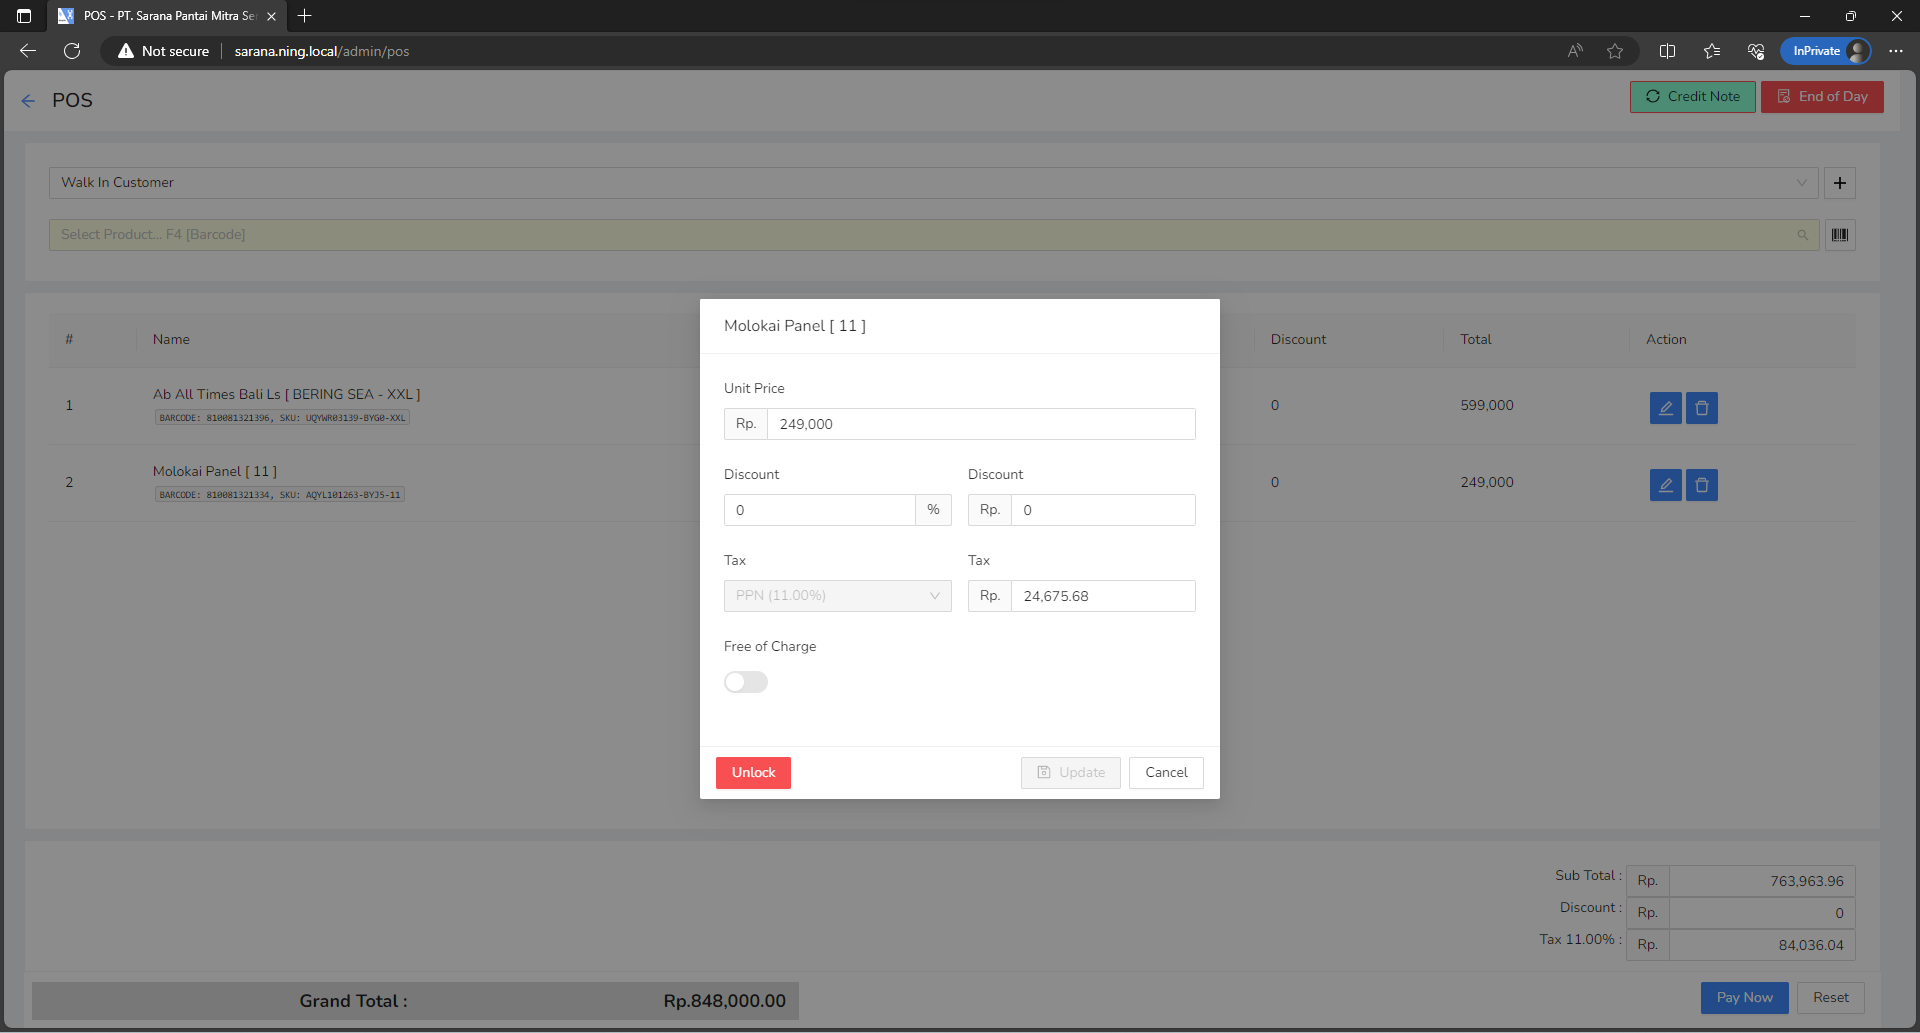 POS - PT. Sarana Pantai Mitra Se
Not secure
sarana.ning.local/admin/pos
InPrivate
POS
Credit Note
End of Day
Walk In Customer
Select Product... F4 [Barcode]
# Name Discount Total Action
1 Ab All Times Bali Ls [ BERING SEA - XXL ] 0 599,000
BARCODE: 810081321396, SKU: UQYWR03139-BYG0-XXL
2 Molokai Panel [ 11 ] 0 249,000
BARCODE: 810081321334, SKU: AQYL101263-BYJ5-11
Molokai Panel [ 11 ]
Unit Price
Rp. 249,000
Discount Discount
0 % Rp. 0
Tax Tax
PPN (11.00%) Rp. 24,675.68
Free of Charge
Unlock Update Cancel
Sub Total : Rp. 763,963.96
Discount : Rp. 0
Tax 11.00% : Rp. 84,036.04
Grand Total : Rp.848,000.00
Pay Now Reset